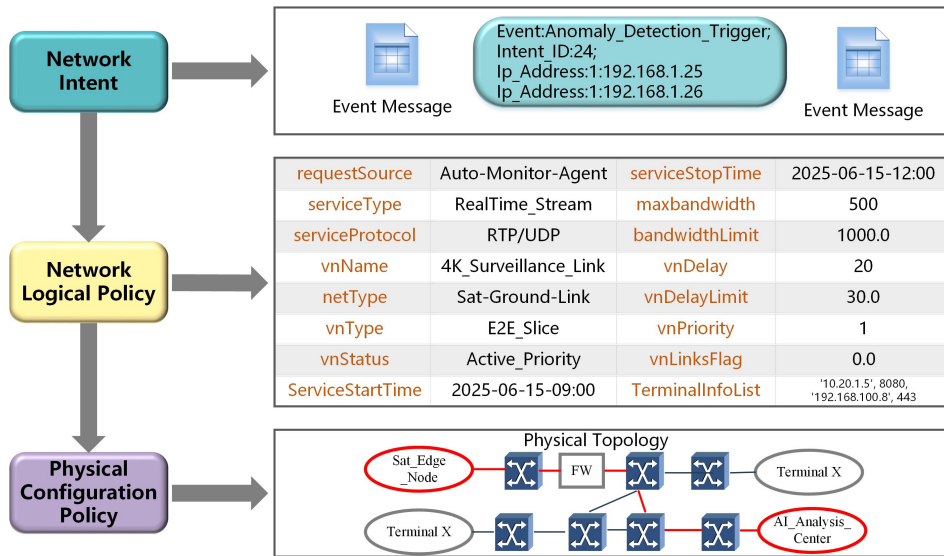 Network
Intent
Event Message
Event:Anomaly_Detection_Trigger;
Intent_ID:24;
Ip_Address:1:192.168.1.25
Ip_Address:1:192.168.1.26
Event Message
Network
Logical Policy
requestSource Auto-Monitor-Agent serviceStopTime 2025-06-15-12:00
serviceType RealTime_Stream maxbandwidth 500
serviceProtocol RTP/UDP bandwidthLimit 1000.0
vnName 4K_Surveillance_Link vnDelay 20
netType Sat-Ground-Link vnDelayLimit 30.0
vnType E2E_Slice vnPriority 1
vnStatus Active_Priority vnLinksFlag 0.0
ServiceStartTime 2025-06-15-09:00 TerminalInfoList '10.20.1.5', 8080,
'192.168.100.8', 443
Physical
Configuration
Policy
Physical Topology
Sat_Edge
_Node
FW
Terminal X
Terminal X
AI_Analysis_
Center